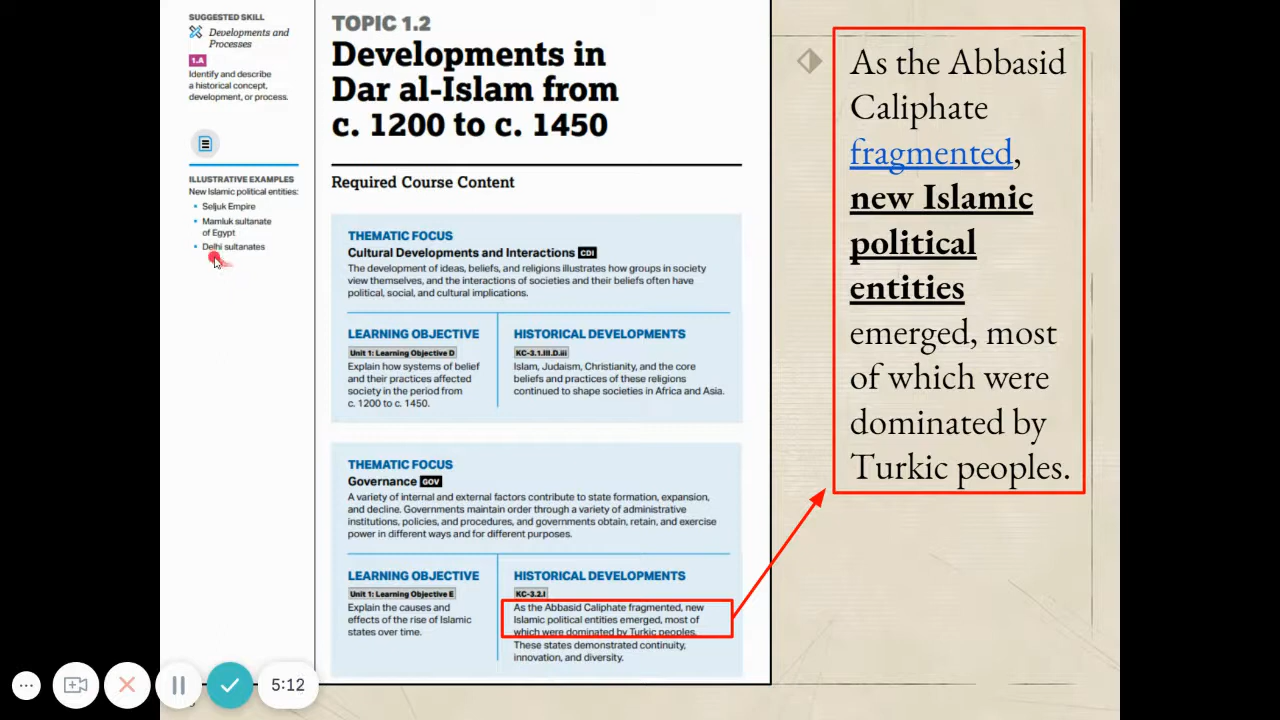 SUGGESTED SKILL
Developments and
Processes
1.A
Identify and describe
a historical concept,
development, or process.
ILLUSTRATIVE EXAMPLES
New Islamic political entities:
• Seljuk Empire
• Mamluk sultanate
of Egypt
• Delhi sultanates
TOPIC 1.2
Developments in
Dar al-Islam from
c. 1200 to c. 1450
Required Course Content
THEMATIC FOCUS
Cultural Developments and Interactions CDI
The development of ideas, beliefs, and religions illustrates how groups in society
view themselves, and the interactions of societies and their beliefs often have
political, social, and cultural implications.
LEARNING OBJECTIVE
Unit 1: Learning Objective D
Explain how systems of belief
and their practices affected
society in the period from
c. 1200 to c. 1450.
HISTORICAL DEVELOPMENTS
KC-3.1.III.D.iii
Islam, Judaism, Christianity, and the core
beliefs and practices of these religions
continued to shape societies in Africa and Asia.
THEMATIC FOCUS
Governance GOV
A variety of internal and external factors contribute to state formation, expansion,
and decline. Governments maintain order through a variety of administrative
institutions, policies, and procedures, and governments obtain, retain, and exercise
power in different ways and for different purposes.
LEARNING OBJECTIVE
Unit 1: Learning Objective E
Explain the causes and
effects of the rise of Islamic
states over time.
HISTORICAL DEVELOPMENTS
KC-3.2.I
As the Abbasid Caliphate fragmented, new
Islamic political entities emerged, most of
which were dominated by Turkic peoples.
These states demonstrated continuity,
innovation, and diversity.
As the Abbasid
Caliphate
fragmented,
new Islamic
political
entities
emerged, most
of which were
dominated by
Turkic peoples.
5:12